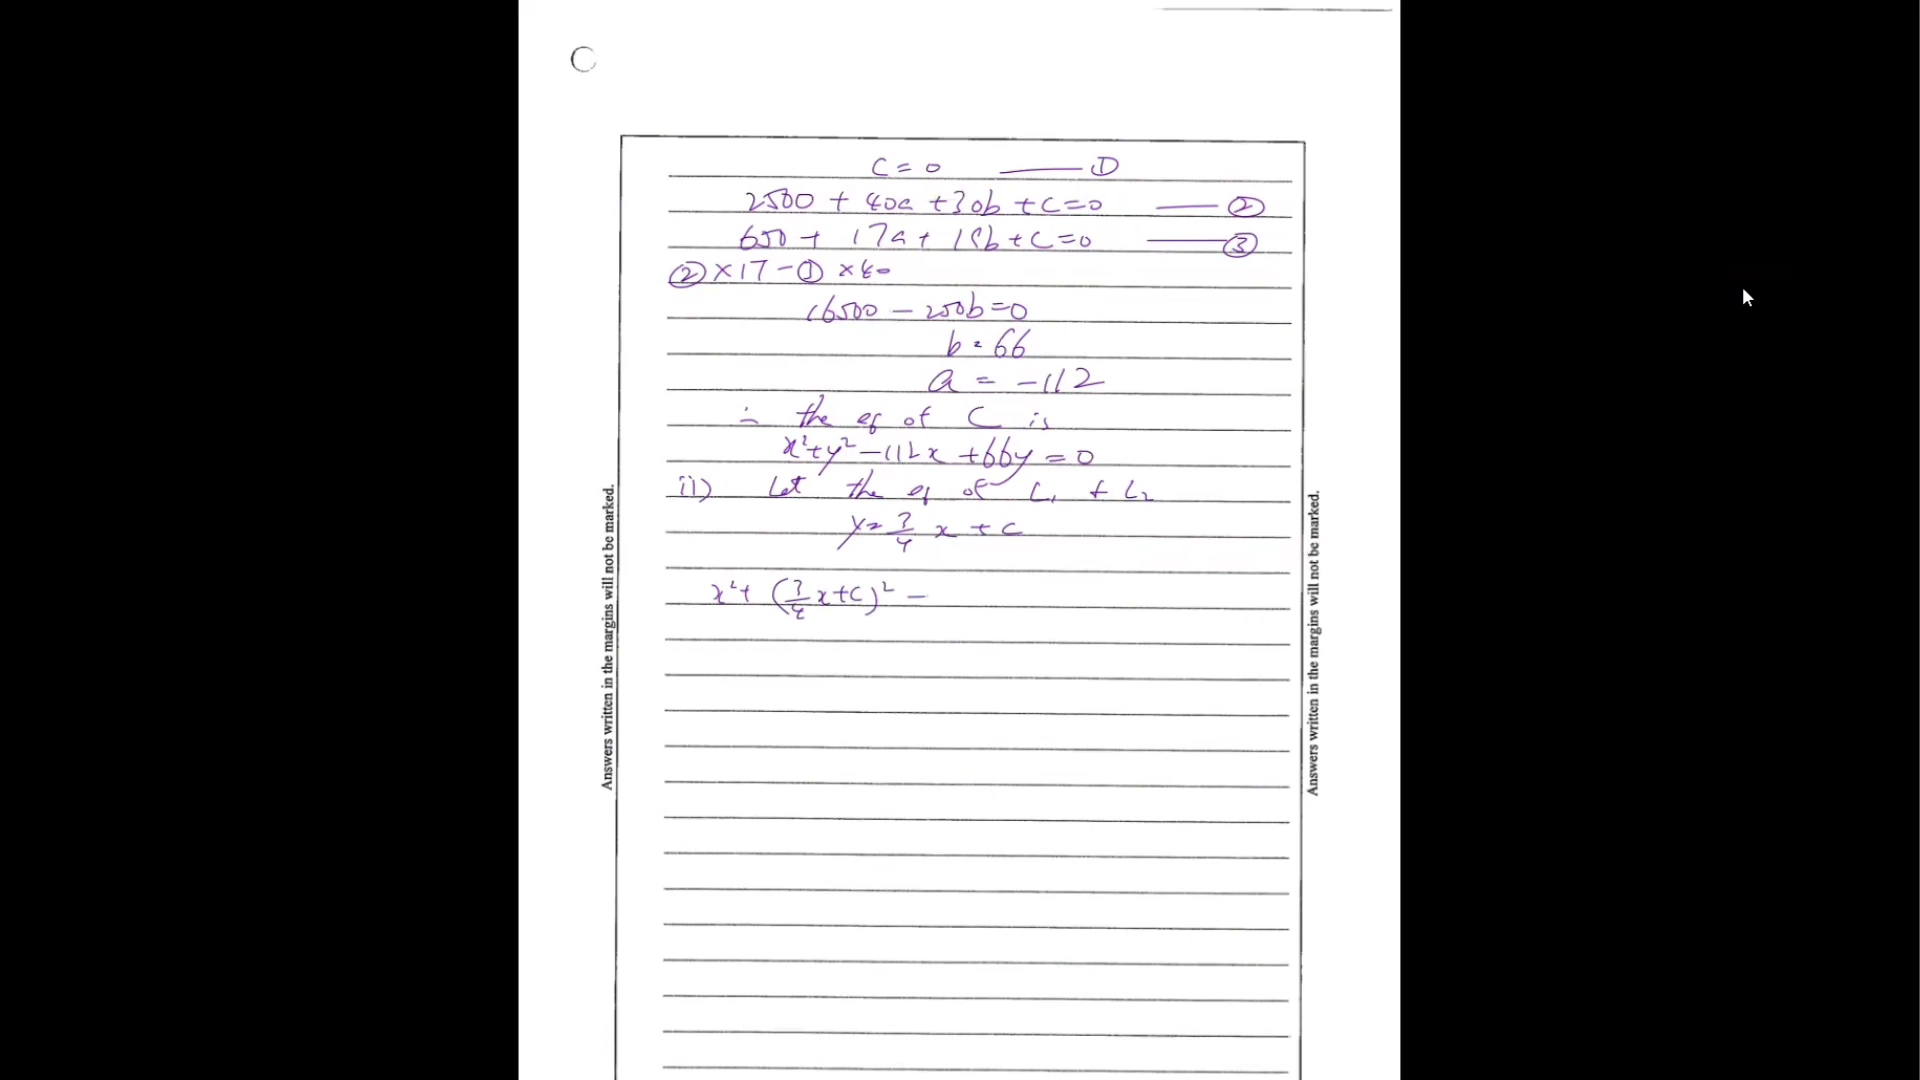 C = 0 ——— ①
2500 + 40a + 30b + C = 0 —— ②
650 + 17a + 19b + C = 0 —— ③
② × 17 - ① × 40
16500 - 250b = 0
b = 66
a = -112
∴ the eq of C is
x² + y² - 112x + 66y = 0
ii) Let the eq of L₁ & L₂
y = 3/4 x + c
x² + (3/4 x + c)² -
Answers written in the margins will not be marked.
Answers written in the margins will not be marked.